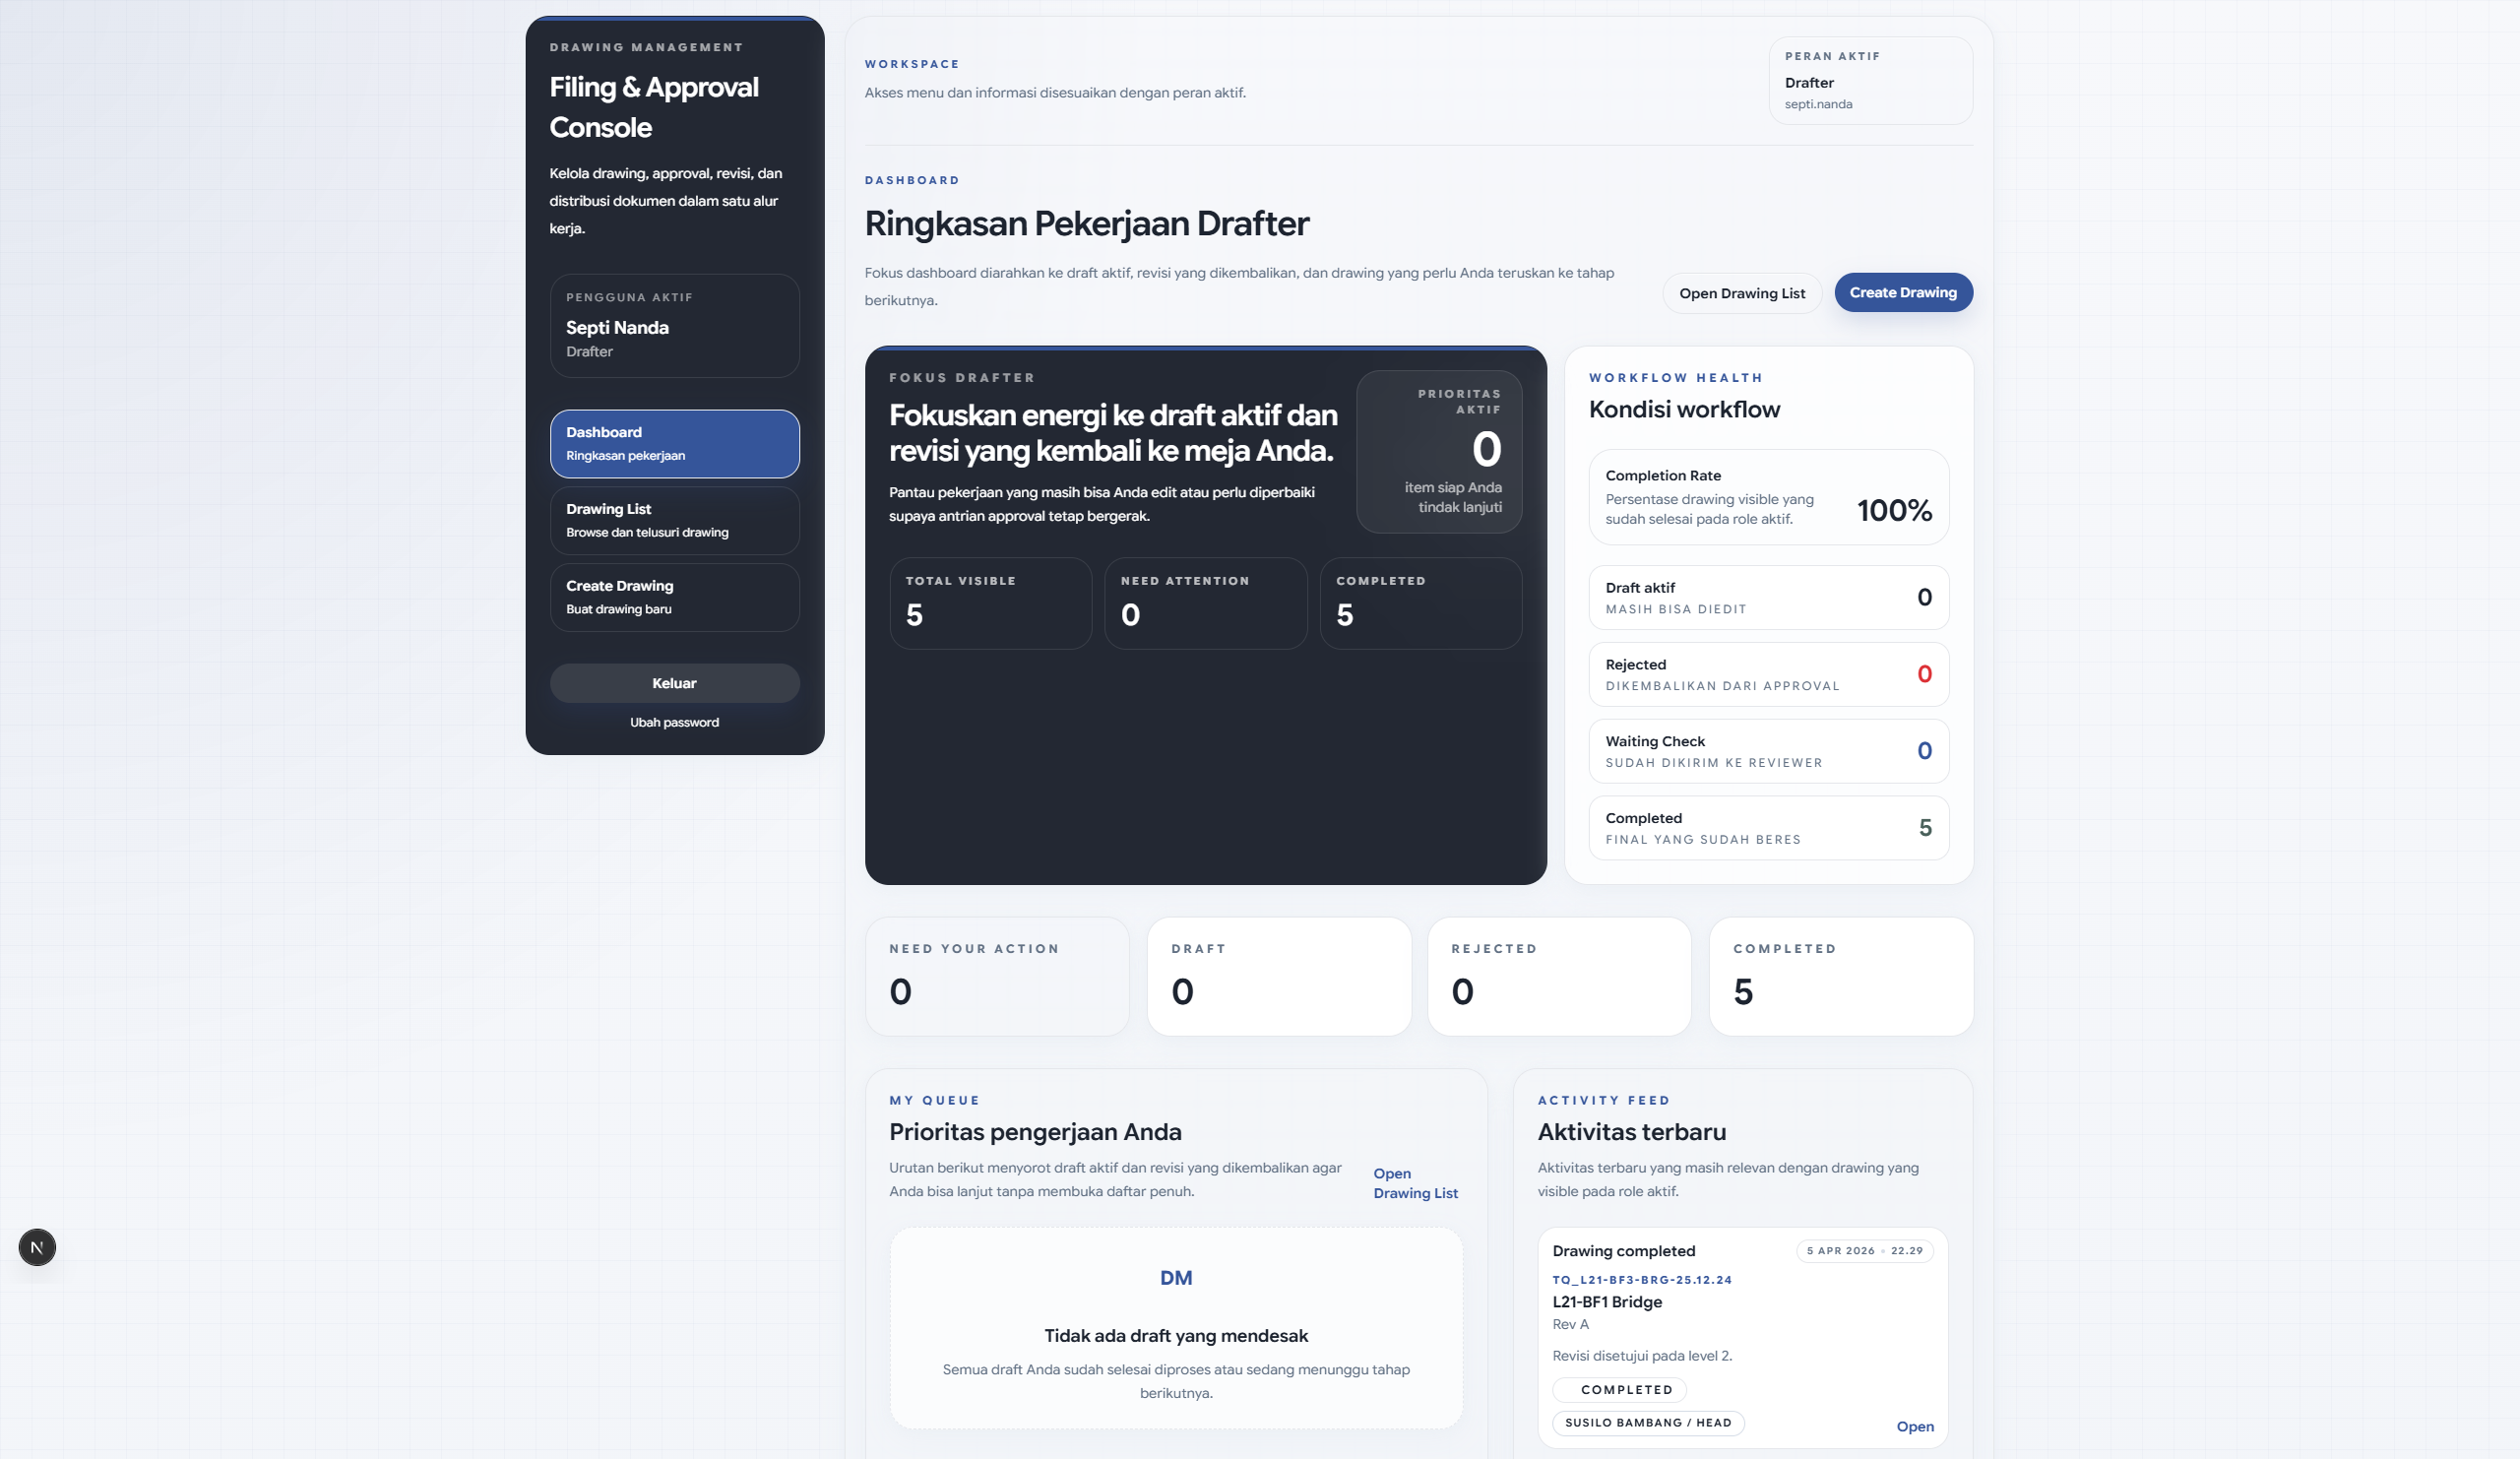 DRAWING MANAGEMENT
Filing & Approval
Console
Kelola drawing, approval, revisi, dan
distribusi dokumen dalam satu alur
kerja.
PENGGUNA AKTIF
Septi Nanda
Drafter
Dashboard
Ringkasan pekerjaan
Drawing List
Browse dan telusuri drawing
Create Drawing
Buat drawing baru
Keluar
Ubah password
WORKSPACE
Akses menu dan informasi disesuaikan dengan peran aktif.
PERAN AKTIF
Drafter
septi.nanda
DASHBOARD
Ringkasan Pekerjaan Drafter
Fokus dashboard diarahkan ke draft aktif, revisi yang dikembalikan, dan drawing yang perlu Anda teruskan ke tahap
berikutnya.
Open Drawing List
Create Drawing
FOKUS DRAFTER
Fokuskan energi ke draft aktif dan
revisi yang kembali ke meja Anda.
Pantau pekerjaan yang masih bisa Anda edit atau perlu diperbaiki
supaya antrian approval tetap bergerak.
PRIORITAS
AKTIF
0
item siap Anda
tindak lanjuti
TOTAL VISIBLE
5
NEED ATTENTION
0
COMPLETED
5
WORKFLOW HEALTH
Kondisi workflow
Completion Rate
Persentase drawing visible yang
sudah selesai pada role aktif.
100%
Draft aktif
MASIH BISA DIEDIT
0
Rejected
DIKEMBALIKAN DARI APPROVAL
0
Waiting Check
SUDAH DIKIRIM KE REVIEWER
0
Completed
FINAL YANG SUDAH BERES
5
NEED YOUR ACTION
0
DRAFT
0
REJECTED
0
COMPLETED
5
MY QUEUE
Prioritas pengerjaan Anda
Urutan berikut menyorot draft aktif dan revisi yang dikembalikan agar
Anda bisa lanjut tanpa membuka daftar penuh.
Open
Drawing List
DM
Tidak ada draft yang mendesak
Semua draft Anda sudah selesai diproses atau sedang menunggu tahap
berikutnya.
ACTIVITY FEED
Aktivitas terbaru
Aktivitas terbaru yang masih relevan dengan drawing yang
visible pada role aktif.
Drawing completed
5 APR 2026 • 22.29
TQ_L21-BF3-BRG-25.12.24
L21-BF1 Bridge
Rev A
Revisi disetujui pada level 2.
COMPLETED
SUSILO BAMBANG / HEAD
Open
N